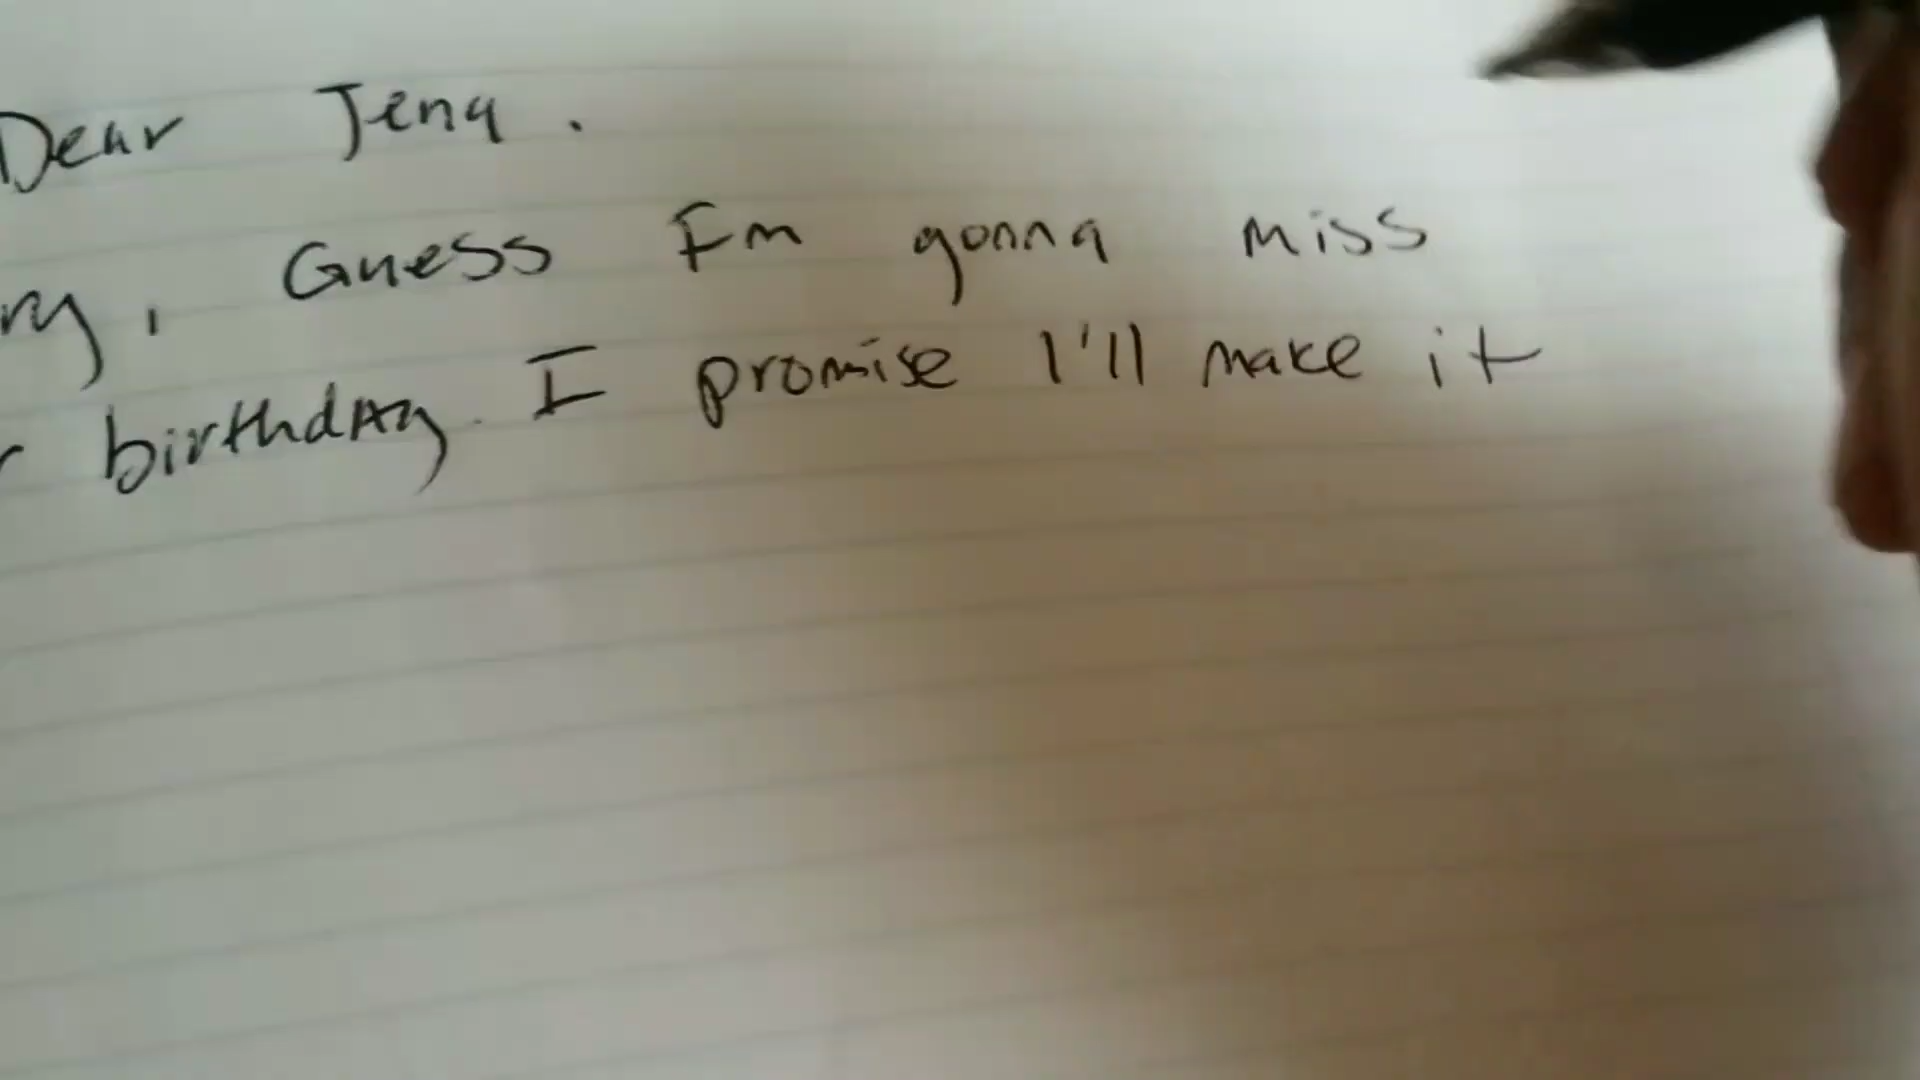 Dear Jena.
Guess I'm gonna miss
birthday. I promise I'll make it